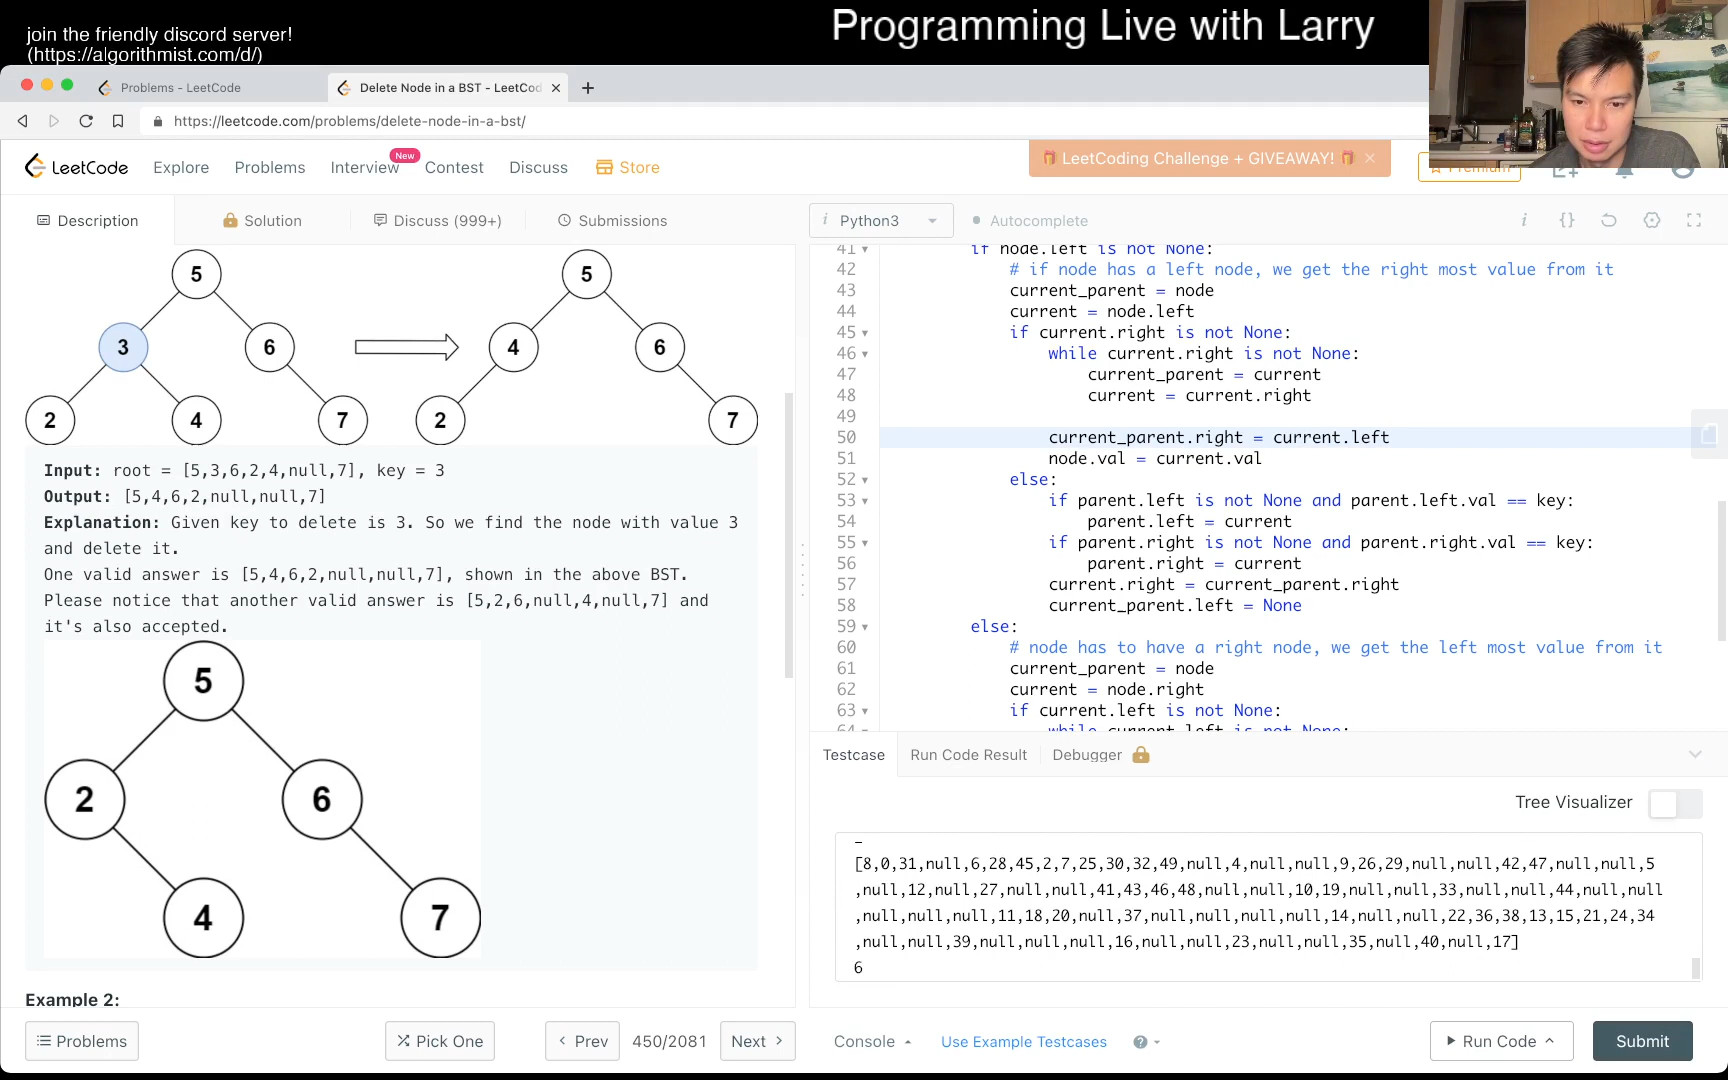 join the friendly discord server!
(https://algorithmist.com/d/)
Programming Live with Larry
Problems - LeetCode
Delete Node in a BST - LeetCod
https://leetcode.com/problems/delete-node-in-a-bst/
LeetCode
Explore
Problems
Interview
New
Contest
Discuss
Store
LeetCoding Challenge + GIVEAWAY!
Premium
Description
Solution
Discuss (999+)
Submissions
i Python3
Autocomplete
5
3
6
2
4
7
5
4
6
2
7
Input: root = [5,3,6,2,4,null,7], key = 3
Output: [5,4,6,2,null,null,7]
Explanation: Given key to delete is 3. So we find the node with value 3
and delete it.
One valid answer is [5,4,6,2,null,null,7], shown in the above BST.
Please notice that another valid answer is [5,2,6,null,4,null,7] and
it's also accepted.
5
2
6
4
7
Example 2:
41 if node.left is not None:
42 # if node has a left node, we get the right most value from it
43 current_parent = node
44 current = node.left
45 if current.right is not None:
46 while current.right is not None:
47 current_parent = current
48 current = current.right
49
50 current_parent.right = current.left
51 node.val = current.val
52 else:
53 if parent.left is not None and parent.left.val == key:
54 parent.left = current
55 if parent.right is not None and parent.right.val == key:
56 parent.right = current
57 current.right = current_parent.right
58 current_parent.left = None
59 else:
60 # node has to have a right node, we get the left most value from it
61 current_parent = node
62 current = node.right
63 if current.left is not None:
64 while current.left is not None:
Testcase
Run Code Result
Debugger
Tree Visualizer
[8,0,31,null,6,28,45,2,7,25,30,32,49,null,4,null,null,9,26,29,null,null,42,47,null,null,5
,null,12,null,27,null,null,41,43,46,48,null,null,10,19,null,null,33,null,null,44,null,null
,null,null,null,11,18,20,null,37,null,null,null,null,14,null,null,22,36,38,13,15,21,24,34
,null,null,39,null,null,null,16,null,null,23,null,null,35,null,40,null,17]
6
Problems
Pick One
Prev
450/2081
Next
Console
Use Example Testcases
Run Code
Submit